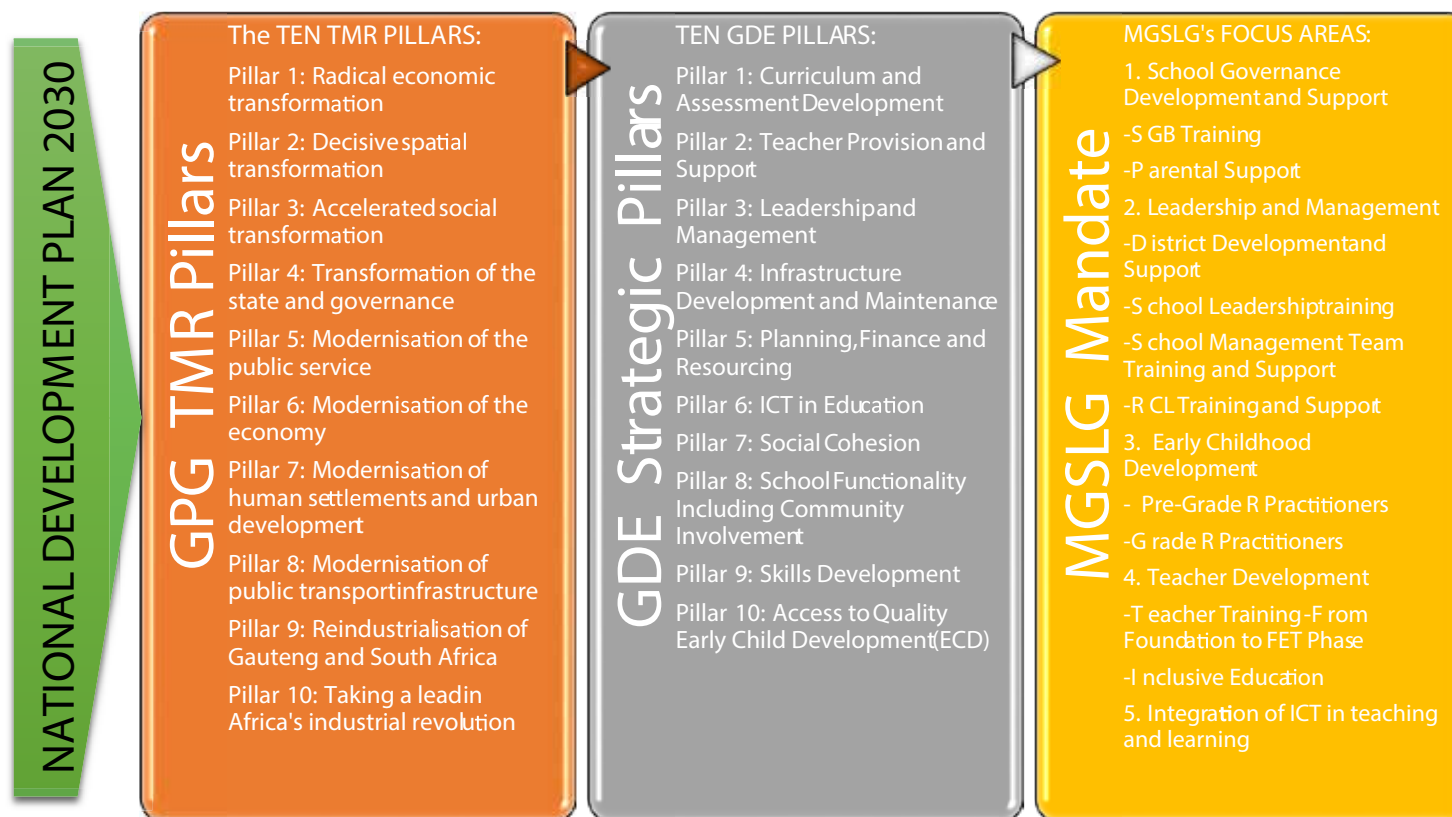 NATIONAL DEVELOPMENT PLAN 2030
GPG TMR Pillars
The TEN TMR PILLARS:
Pillar 1: Radical economic
transformation
Pillar 2: Decisive spatial
transformation
Pillar 3: Accelerated social
transformation
Pillar 4: Transformation of the
state and governance
Pillar 5: Modernisation of the
public service
Pillar 6: Modernisation of the
economy
Pillar 7: Modernisation of
human settlements and urban
development
Pillar 8: Modernisation of
public transportinfrastructure
Pillar 9: Reindustrialisation of
Gauteng and South Africa
Pillar 10: Taking a leadin
Africa's industrial revolution
GDE Strategic Pillars
TEN GDE PILLARS:
Pillar 1: Curriculum and
Assessment Development
Pillar 2: Teacher Provision and
Support
Pillar 3: Leadership and
Management
Pillar 4: Infrastructure
Development and Maintenance
Pillar 5: Planning, Finance and
Resourcing
Pillar 6: ICT in Education
Pillar 7: Social Cohesion
Pillar 8: School Functionality
Including Community
Involvement
Pillar 9: Skills Development
Pillar 10: Access to Quality
Early Child Development(ECD)
MGSLG Mandate
MGSLG's FOCUS AREAS:
1. School Governance
Development and Support
-S GB Training
-P arental Support
2. Leadership and Management
-D istrict Developmentand
Support
-S chool Leadershiptraining
-S chool Management Team
Training and Support
-R CL Training and Support
3. Early Childhood
Development
- Pre-Grade R Practitioners
-G rade R Practitioners
4. Teacher Development
-T eacher Training -F rom
Foundation to FET Phase
-I nclusive Education
5. Integration of ICT in teaching
and learning